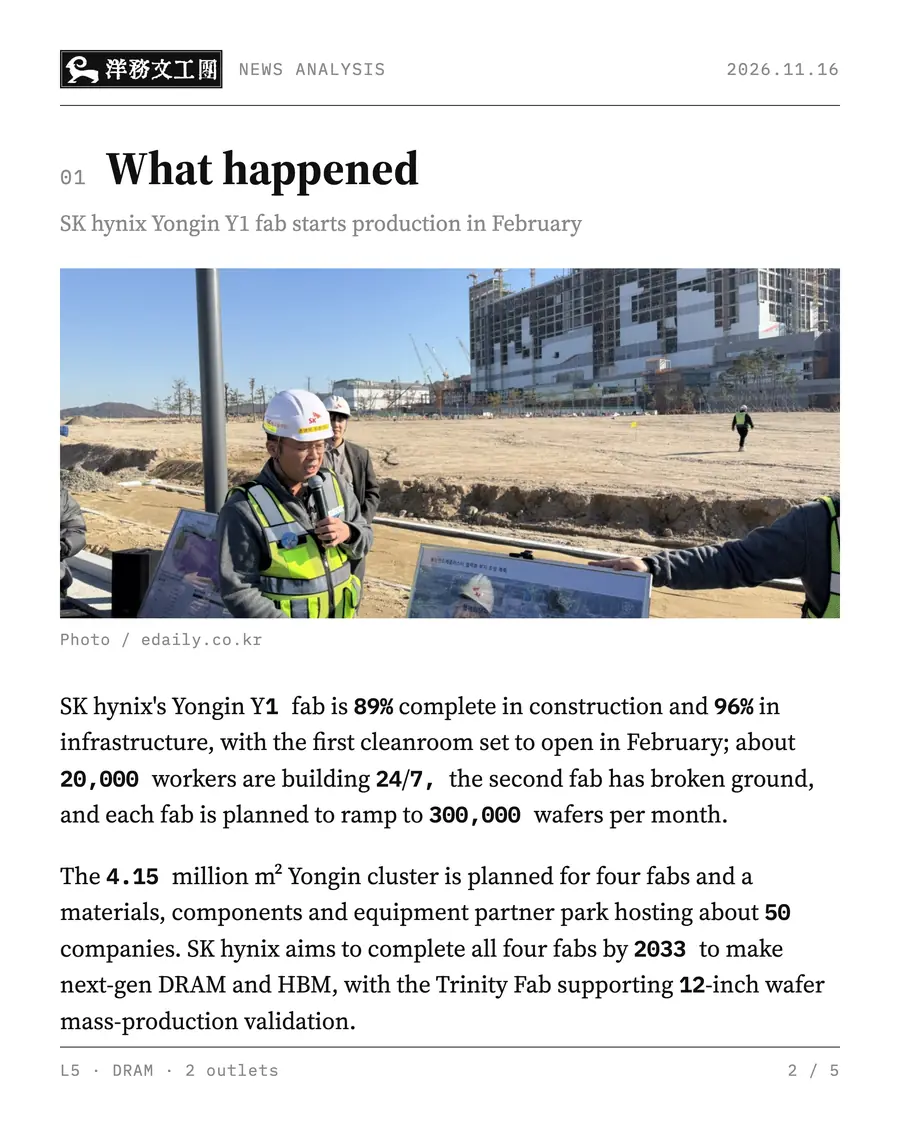 洋務文工團 NEWS ANALYSIS 2026.11.16
01 What happened
SK hynix Yongin Y1 fab starts production in February
SK
Photo / edaily.co.kr
SK hynix's Yongin Y1 fab is 89% complete in construction and 96% in
infrastructure, with the first cleanroom set to open in February; about
20,000 workers are building 24/7, the second fab has broken ground,
and each fab is planned to ramp to 300,000 wafers per month.
The 4.15 million m² Yongin cluster is planned for four fabs and a
materials, components and equipment partner park hosting about 50
companies. SK hynix aims to complete all four fabs by 2033 to make
next-gen DRAM and HBM, with the Trinity Fab supporting 12-inch wafer
mass-production validation.
L5 · DRAM · 2 outlets 2 / 5